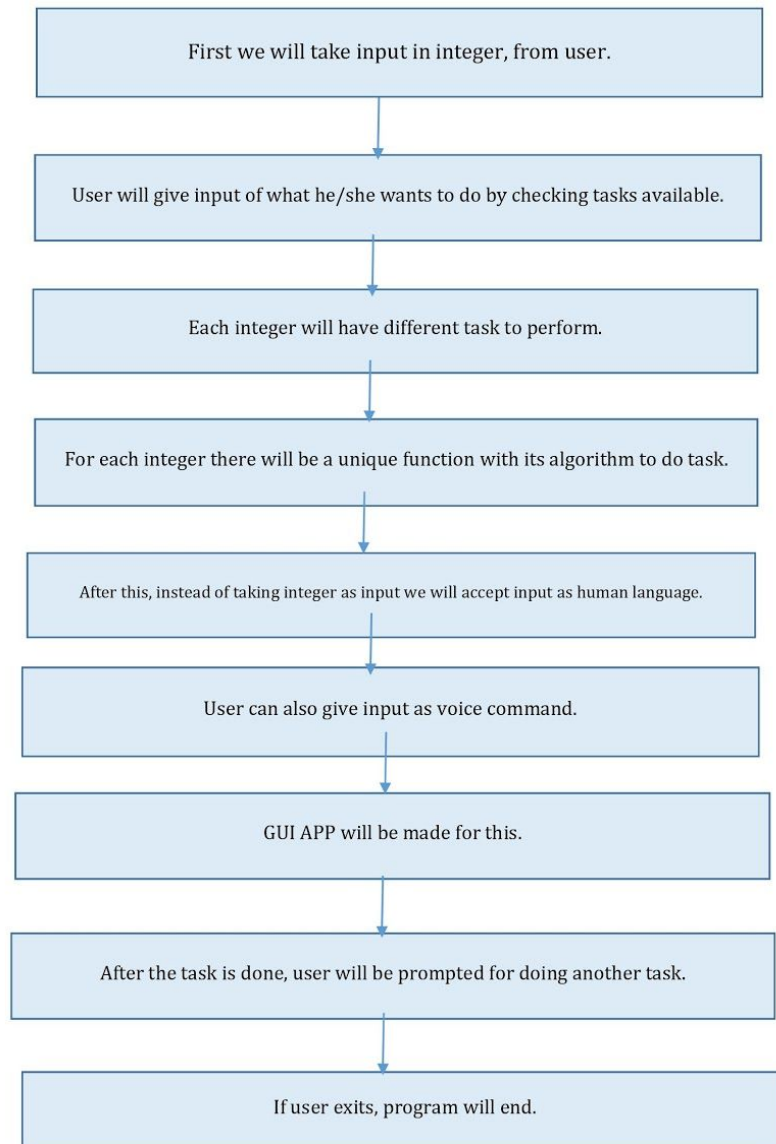 First we will take input in integer, from user.
User will give input of what he/she wants to do by checking tasks available.
Each integer will have different task to perform.
For each integer there will be a unique function with its algorithm to do task.
After this, instead of taking integer as input we will accept input as human language.
User can also give input as voice command.
GUI APP will be made for this.
After the task is done, user will be prompted for doing another task.
If user exits, program will end.